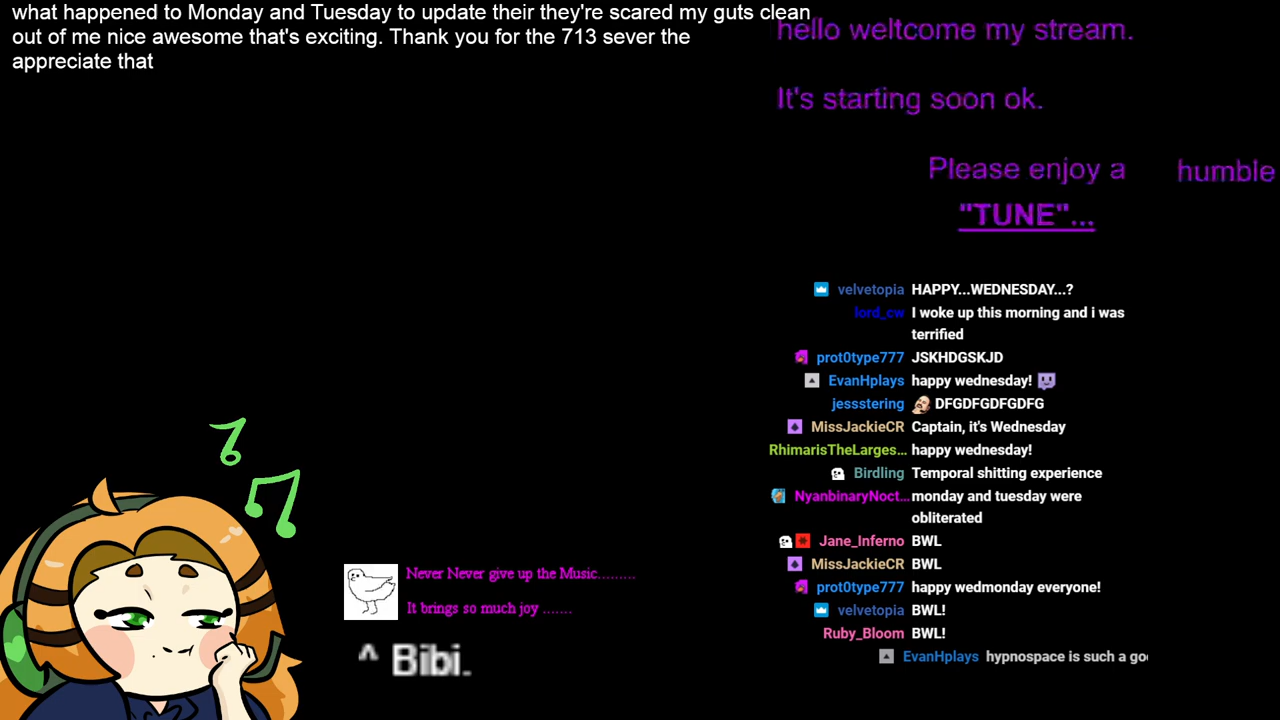 what happened to Monday and Tuesday to update their they're scared my guts clean
out of me nice awesome that's exciting. Thank you for the 713 sever the
appreciate that
hello weltcome my stream.
It's starting soon ok.
Please enjoy a humble
"TUNE"...
velvetopia HAPPY...WEDNESDAY...?
lord_cw I woke up this morning and i was
terrified
prot0type777 JSKHDGSKJD
EvanHplays happy wednesday!
jessstering DFGDFGDFGDFG
MissJackieCR Captain, it's Wednesday
RhimarisTheLarges... happy wednesday!
Birdling Temporal shitting experience
NyanbinaryNoct... monday and tuesday were
obliterated
Jane_Inferno BWL
MissJackieCR BWL
prot0type777 happy wedmonday everyone!
velvetopia BWL!
Ruby_Bloom BWL!
EvanHplays hypnospace is such a
Never Never give up the Music.........
It brings so much joy .......
^ Bibi.